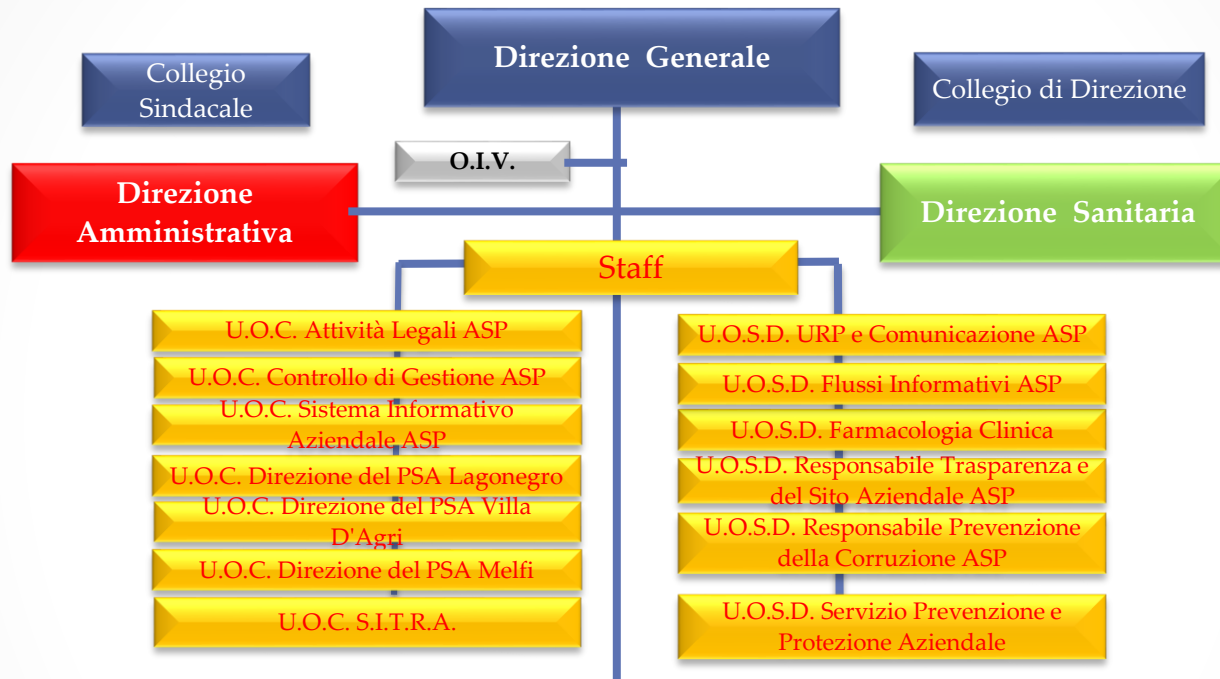 Direzione Generale
Collegio
Sindacale
Collegio di Direzione
O.I.V.
Direzione
Amministrativa
Direzione Sanitaria
Staff
U.O.C. Attività Legali ASP
U.O.C. Controllo di Gestione ASP
U.O.C. Sistema Informativo
Aziendale ASP
U.O.C. Direzione del PSA Lagonegro
U.O.C. Direzione del PSA Villa
D'Agri
U.O.C. Direzione del PSA Melfi
U.O.C. S.I.T.R.A.
U.O.S.D. URP e Comunicazione ASP
U.O.S.D. Flussi Informativi ASP
U.O.S.D. Farmacologia Clinica
U.O.S.D. Responsabile Trasparenza e
del Sito Aziendale ASP
U.O.S.D. Responsabile Prevenzione
della Corruzione ASP
U.O.S.D. Servizio Prevenzione e
Protezione Aziendale